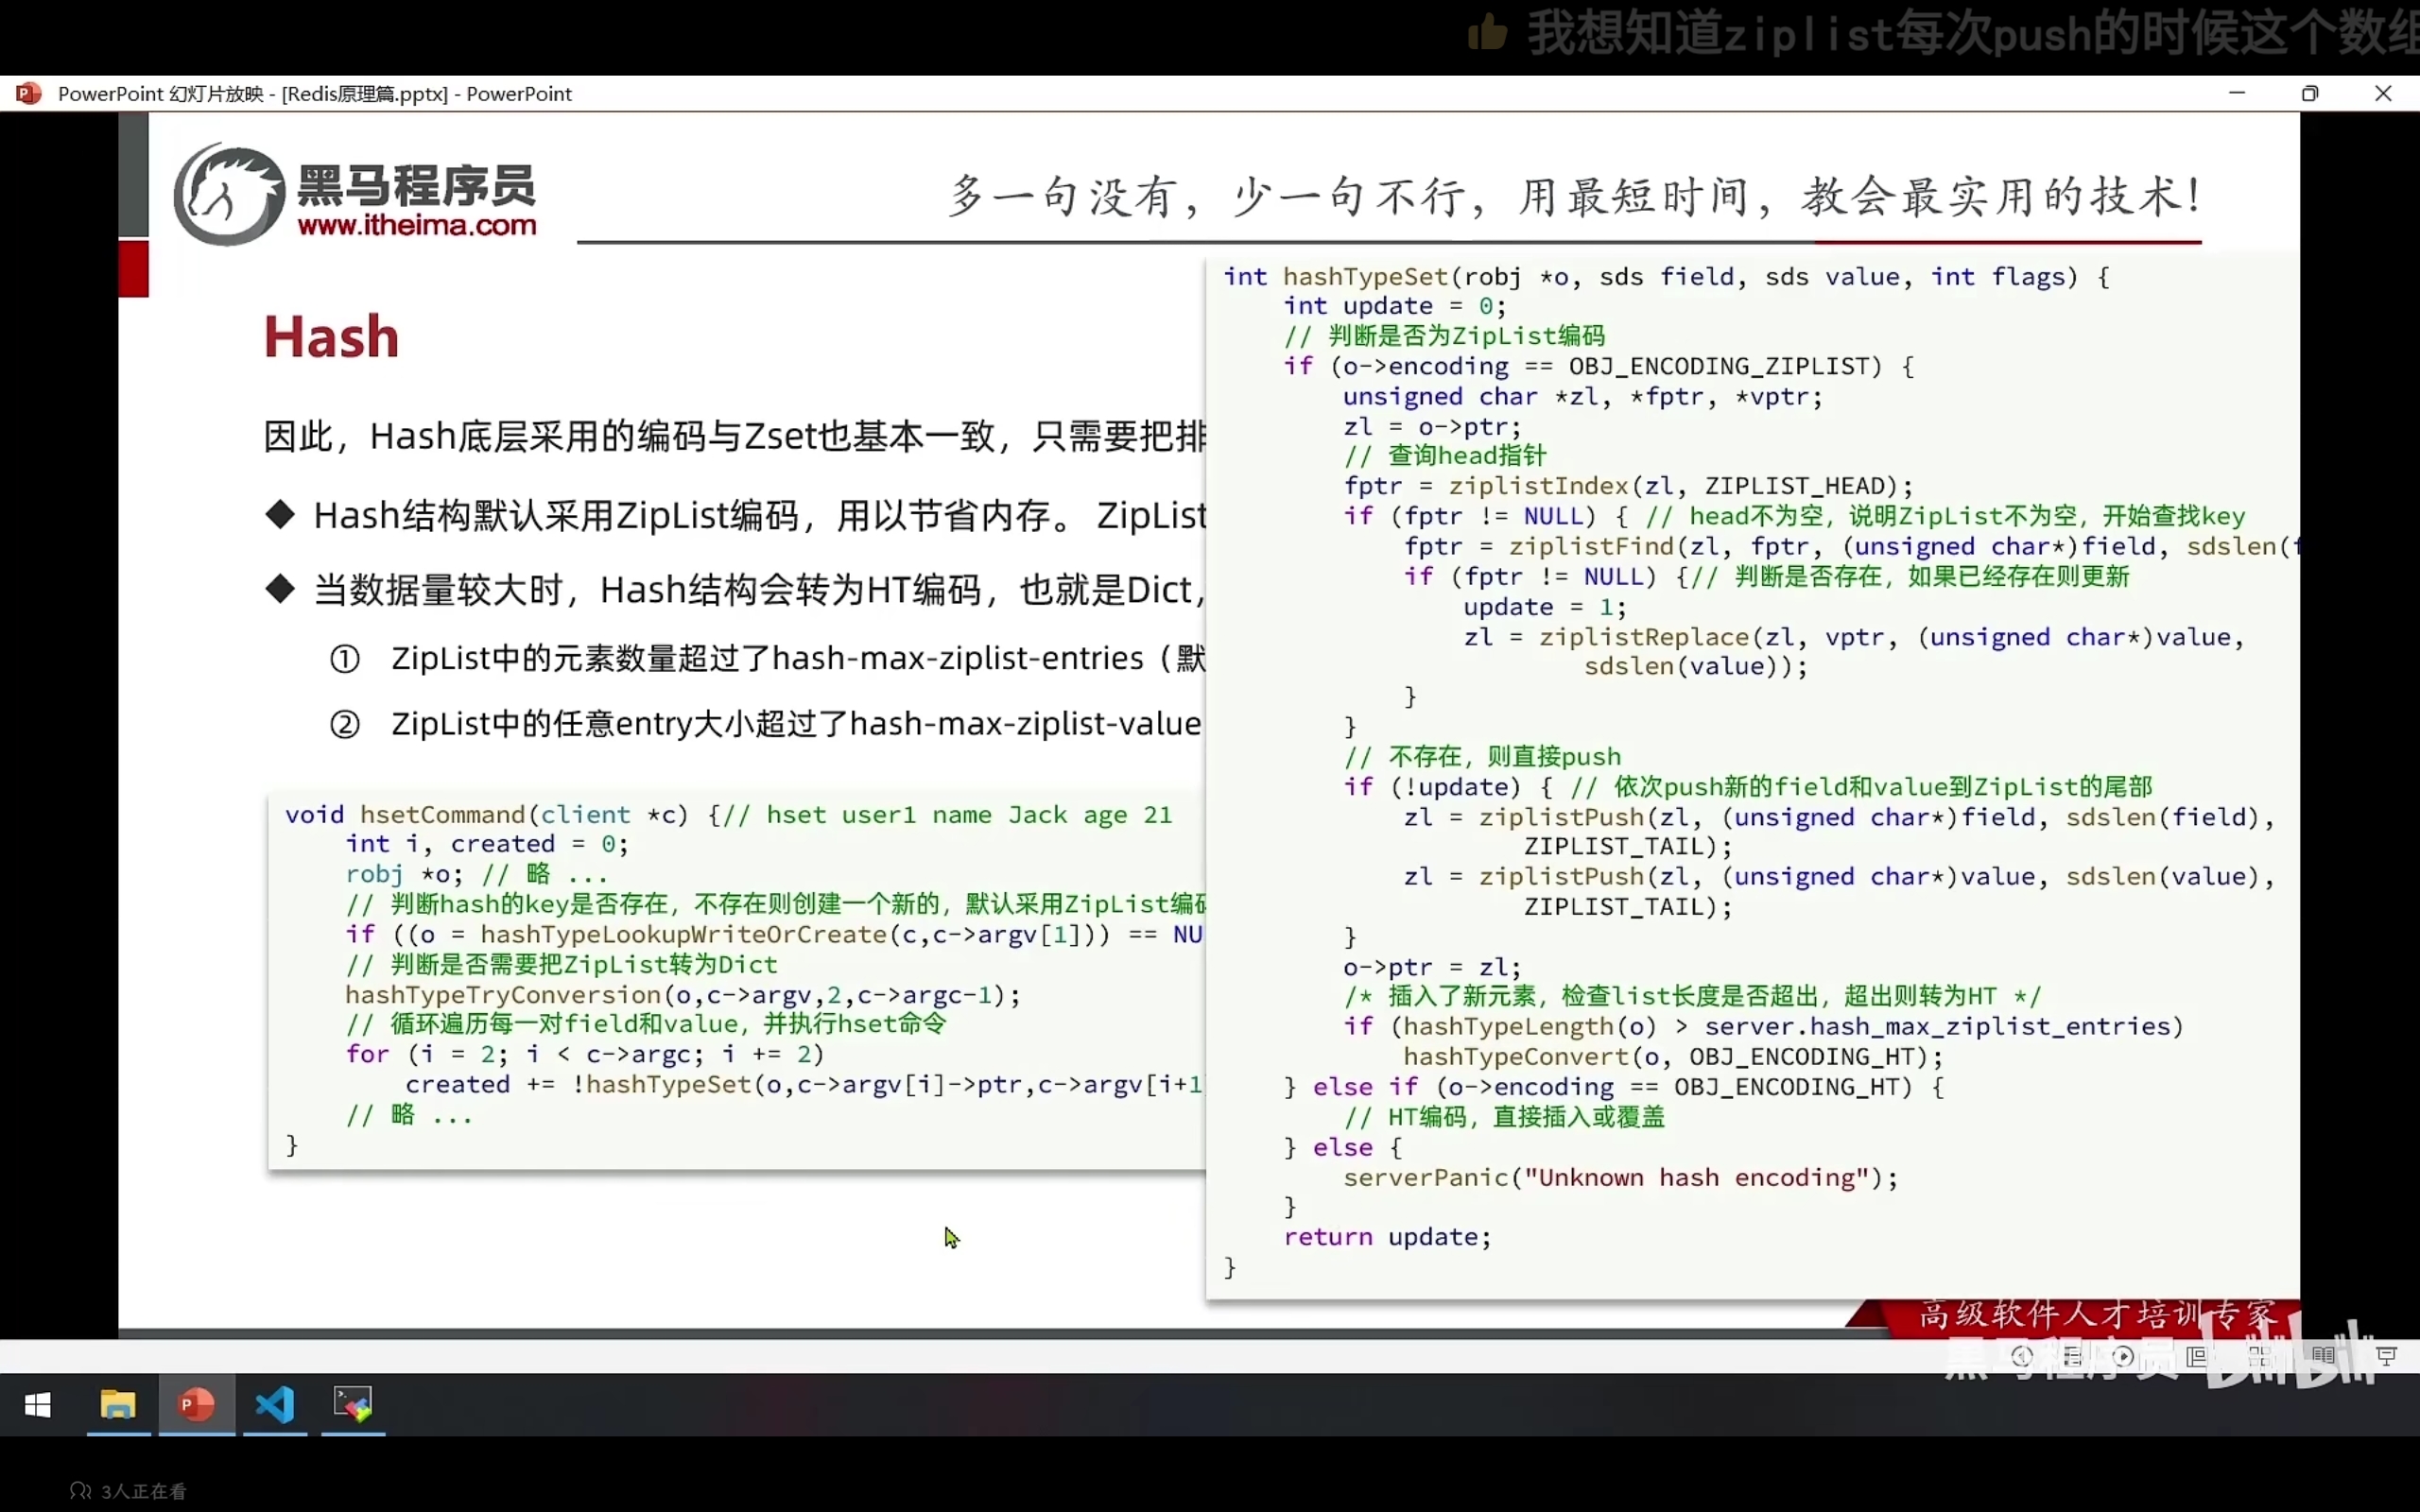 我想知道ziplist每次push的时候这个数组
PowerPoint 幻灯片放映 - [Redis原理篇.pptx] - PowerPoint
黑马程序员
www.itheima.com
多一句没有，少一句不行，用最短时间，教会最实用的技术！
Hash
因此，Hash底层采用的编码与Zset也基本一致，只需要把排
◆ Hash结构默认采用ZipList编码，用以节省内存。 ZipList
◆ 当数据量较大时，Hash结构会转为HT编码，也就是Dict，
① ZipList中的元素数量超过了hash-max-ziplist-entries（默
② ZipList中的任意entry大小超过了hash-max-ziplist-value
void hsetCommand(client *c) {// hset user1 name Jack age 21
    int i, created = 0;
    robj *o; // 略 ...
    // 判断hash的key是否存在，不存在则创建一个新的，默认采用ZipList编码
    if ((o = hashTypeLookupWriteOrCreate(c,c->argv[1])) == NU
    // 判断是否需要把ZipList转为Dict
    hashTypeTryConversion(o,c->argv,2,c->argc-1);
    // 循环遍历每一对field和value，并执行hset命令
    for (i = 2; i < c->argc; i += 2)
        created += !hashTypeSet(o,c->argv[i]->ptr,c->argv[i+1
    // 略 ...
}
int hashTypeSet(robj *o, sds field, sds value, int flags) {
    int update = 0;
    // 判断是否为ZipList编码
    if (o->encoding == OBJ_ENCODING_ZIPLIST) {
        unsigned char *zl, *fptr, *vptr;
        zl = o->ptr;
        // 查询head指针
        fptr = ziplistIndex(zl, ZIPLIST_HEAD);
        if (fptr != NULL) { // head不为空，说明ZipList不为空，开始查找key
            fptr = ziplistFind(zl, fptr, (unsigned char*)field, sdslen(f
            if (fptr != NULL) {// 判断是否存在，如果已经存在则更新
                update = 1;
                zl = ziplistReplace(zl, vptr, (unsigned char*)value,
                        sdslen(value));
            }
        }
        // 不存在，则直接push
        if (!update) { // 依次push新的field和value到ZipList的尾部
            zl = ziplistPush(zl, (unsigned char*)field, sdslen(field),
                    ZIPLIST_TAIL);
            zl = ziplistPush(zl, (unsigned char*)value, sdslen(value),
                    ZIPLIST_TAIL);
        }
        o->ptr = zl;
        /* 插入了新元素，检查list长度是否超出，超出则转为HT */
        if (hashTypeLength(o) > server.hash_max_ziplist_entries)
            hashTypeConvert(o, OBJ_ENCODING_HT);
    } else if (o->encoding == OBJ_ENCODING_HT) {
        // HT编码，直接插入或覆盖
    } else {
        serverPanic("Unknown hash encoding");
    }
    return update;
}
高级软件人才培训专家
黑马程序员 bilibili
3人正在看